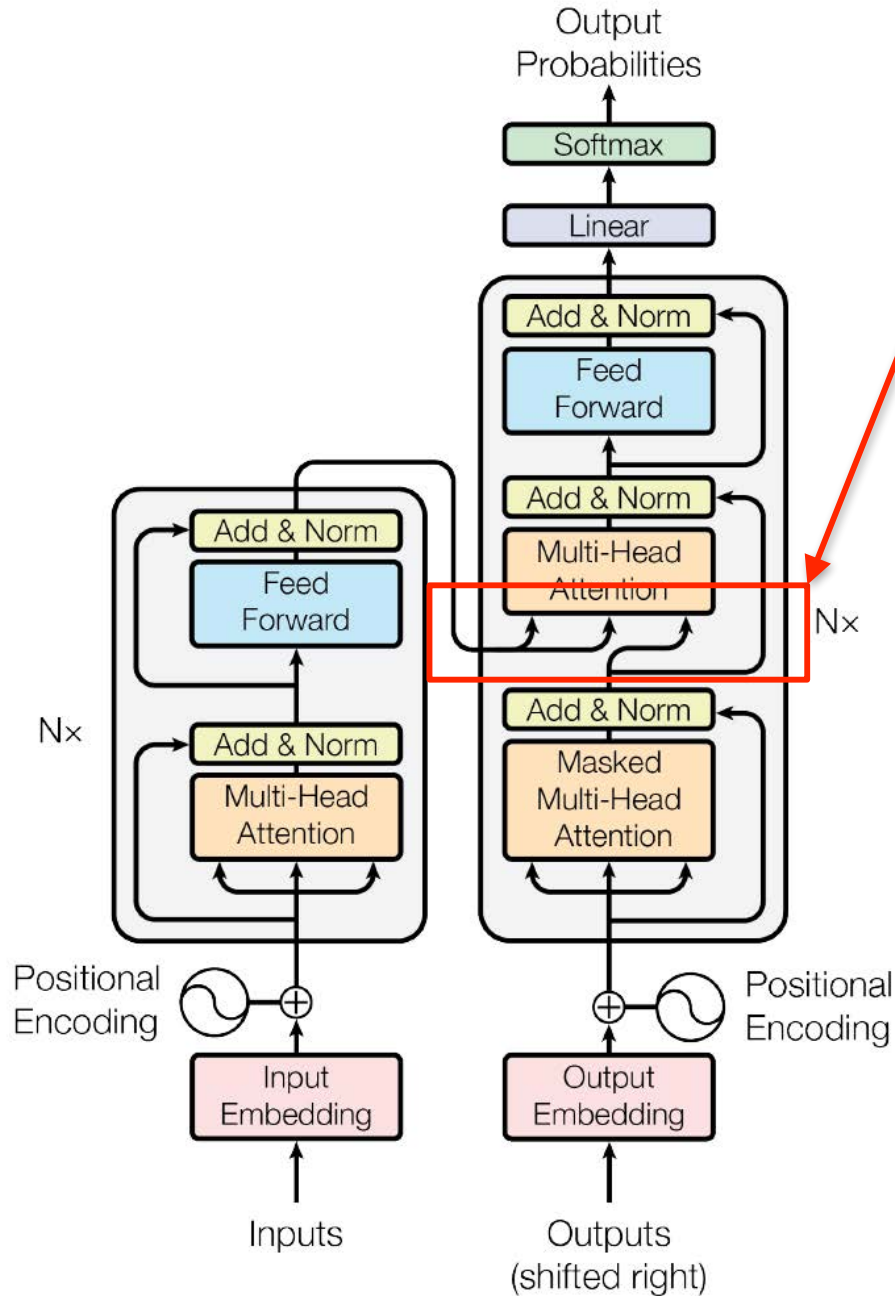 Output
Probabilities
Softmax
Linear
Add & Norm
Feed
Forward
Add & Norm
Multi-Head
Attention
Nx
Add & Norm
Masked
Multi-Head
Attention
Add & Norm
Feed
Forward
Nx
Add & Norm
Multi-Head
Attention
Positional
Encoding
Positional
Encoding
Input
Embedding
Output
Embedding
Inputs
Outputs
(shifted right)